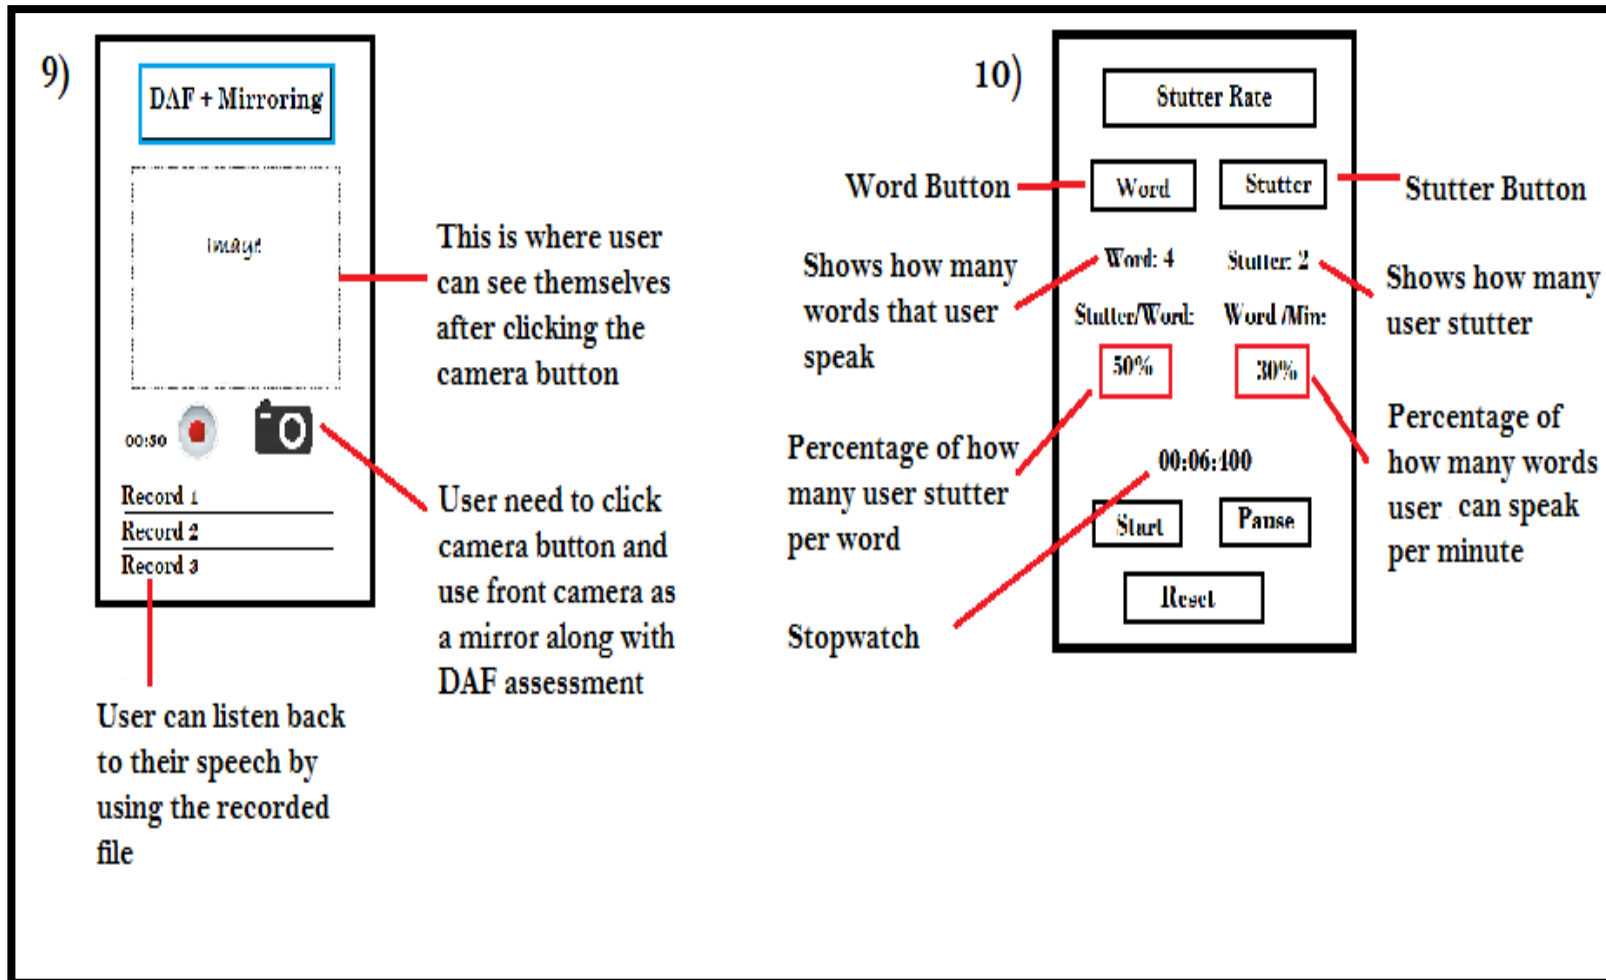 9)
DAF + Mirroring
image
00:30
Record 1
Record 2
Record 3
This is where user
can see themselves
after clicking the
camera button
User need to click
camera button and
use front camera as
a mirror along with
DAF assessment
User can listen back
to their speech by
using the recorded
file
10)
Stutter Rate
Word Button
Word
Stutter
Stutter Button
Shows how many
words that user
speak
Word: 4
Stutter: 2
Shows how many
user stutter
Stutter/Word:
Word /Min:
50%
30%
Percentage of how
many user stutter
per word
Percentage of
how many words
user can speak
per minute
00:06:400
Start
Pause
Reset
Stopwatch